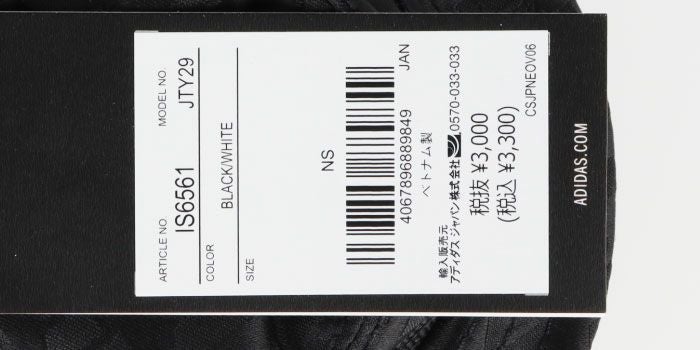 ARTICLE NO. MODEL NO.
IS6561 JTY29
COLOR
BLACK/WHITE
SIZE
NS
JAN
4067896889849
ベトナム製
輸入販売元
アディダス ジャパン株式会社 0570-033-033
税抜 ¥3,000
(税込 ¥3,300)
CSJPNEOV06
ADIDAS.COM